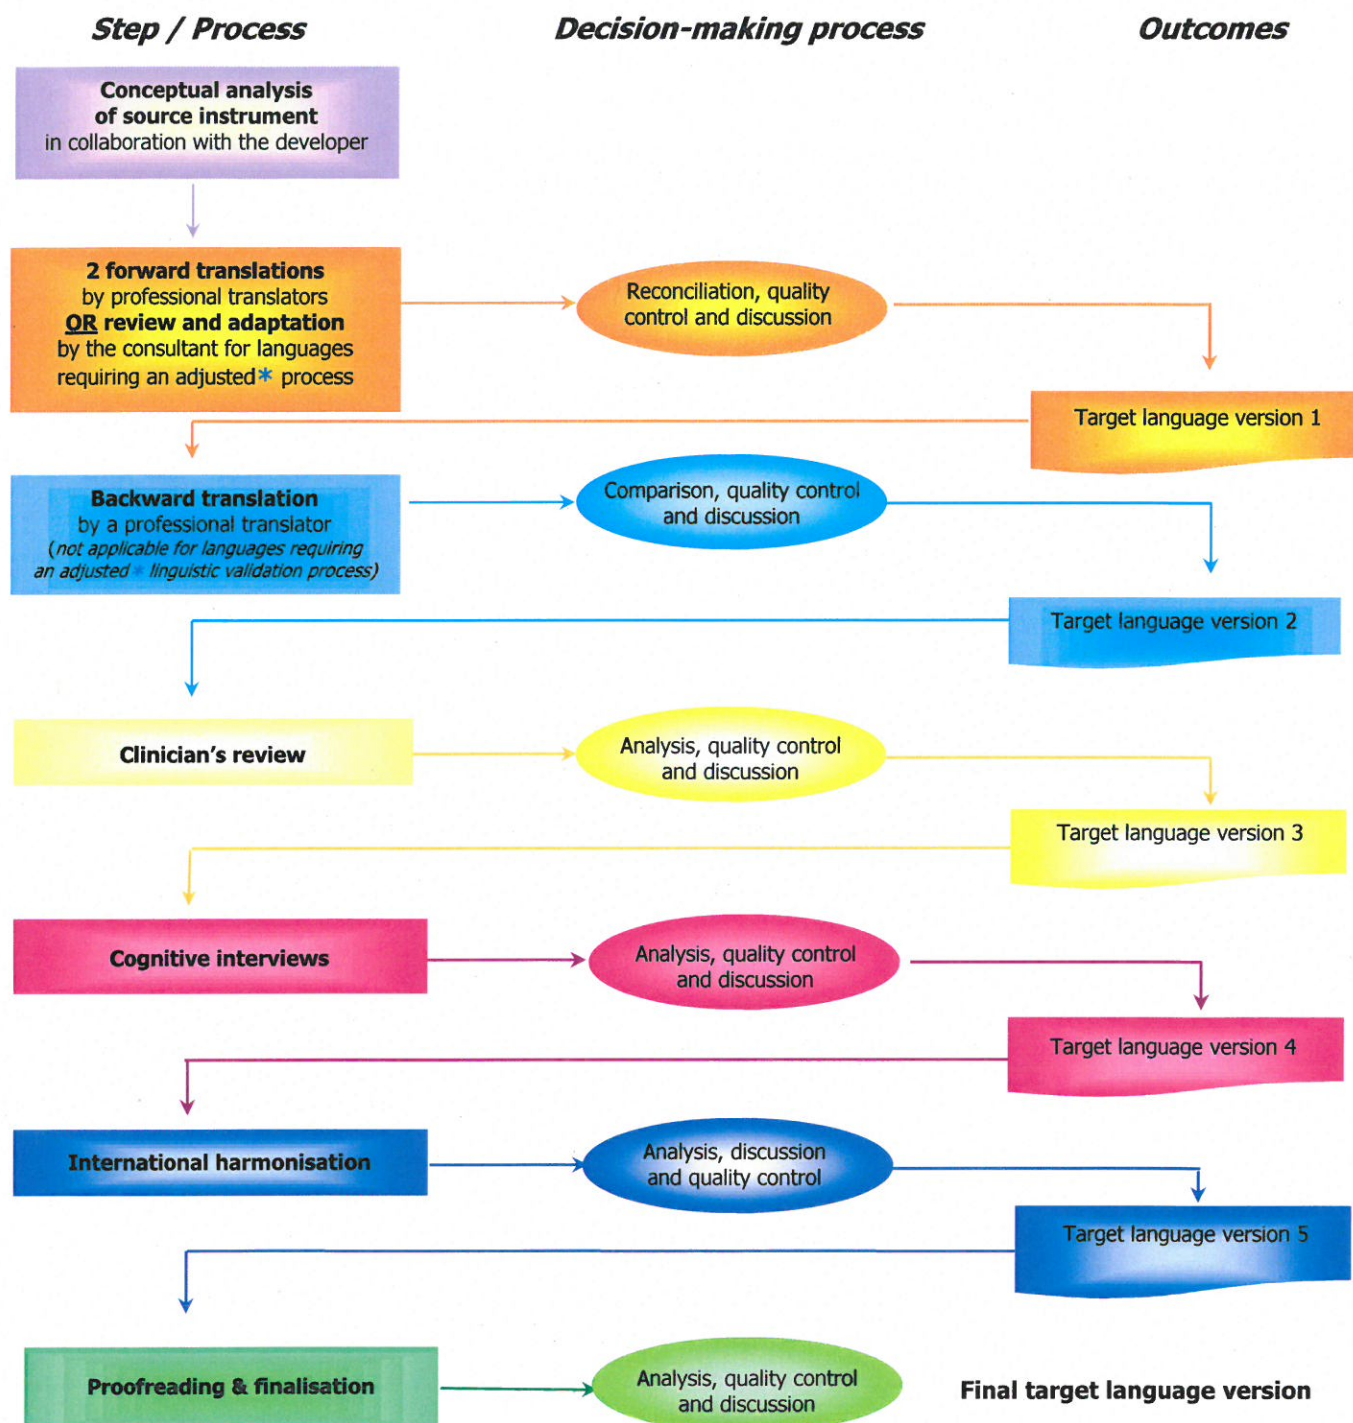 Step / Process
Decision-making process
Outcomes
Conceptual analysis
of source instrument
in collaboration with the developer
2 forward translations
by professional translators
OR review and adaptation
by the consultant for languages
requiring an adjusted* process
Reconciliation, quality
control and discussion
Target language version 1
Backward translation
by a professional translator
(not applicable for languages requiring
an adjusted * linguistic validation process)
Comparison, quality control
and discussion
Target language version 2
Clinician's review
Analysis, quality control
and discussion
Target language version 3
Cognitive interviews
Analysis, quality control
and discussion
Target language version 4
International harmonisation
Analysis, discussion
and quality control
Target language version 5
Proofreading & finalisation
Analysis, quality control
and discussion
Final target language version